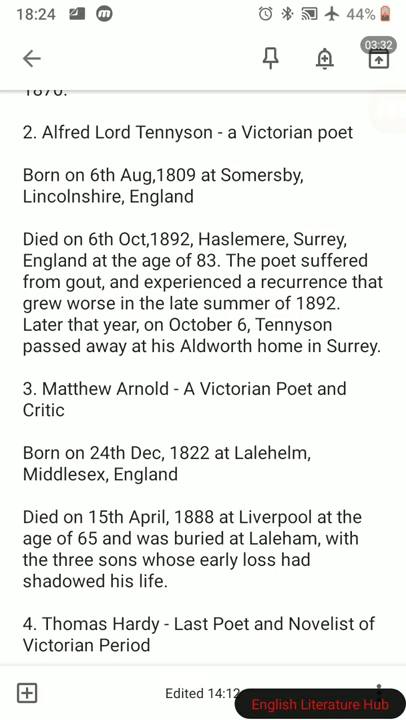 18:24
44%
03:32
1870.
2. Alfred Lord Tennyson - a Victorian poet
Born on 6th Aug,1809 at Somersby,
Lincolnshire, England
Died on 6th Oct,1892, Haslemere, Surrey,
England at the age of 83. The poet suffered
from gout, and experienced a recurrence that
grew worse in the late summer of 1892.
Later that year, on October 6, Tennyson
passed away at his Aldworth home in Surrey.
3. Matthew Arnold - A Victorian Poet and
Critic
Born on 24th Dec, 1822 at Lalehelm,
Middlesex, England
Died on 15th April, 1888 at Liverpool at the
age of 65 and was buried at Laleham, with
the three sons whose early loss had
shadowed his life.
4. Thomas Hardy - Last Poet and Novelist of
Victorian Period
Edited 14:12
English Literature Hub